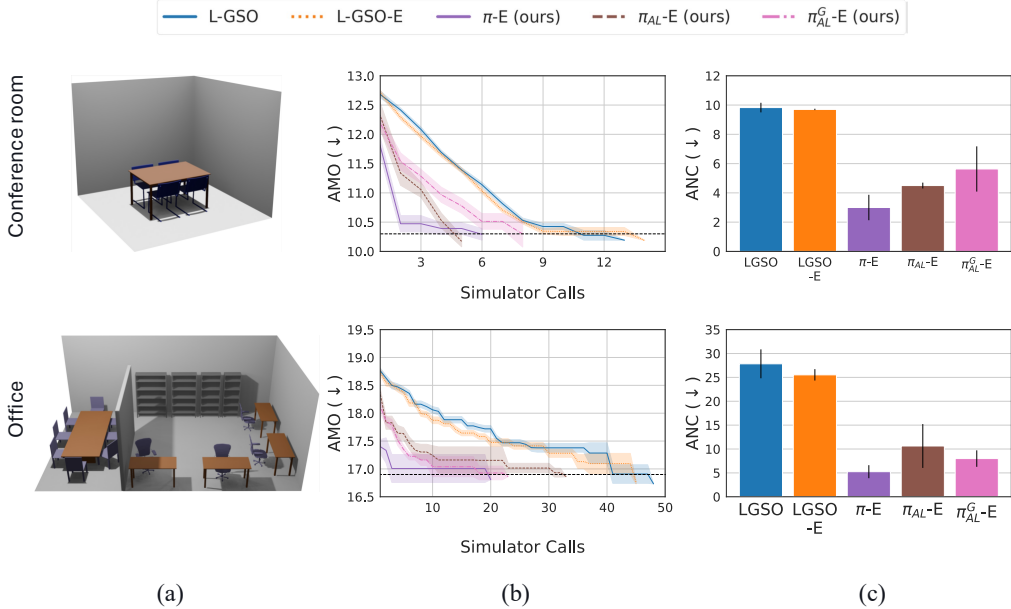 L-GSO L-GSO-E π-E (ours) π_AL-E (ours) π^G_AL-E (ours)
Conference room
AMO (↓)
13.0
12.5
12.0
11.5
11.0
10.5
10.0
3 6 9 12
Simulator Calls
ANC (↓)
12
10
8
6
4
2
0
LGSO LGSO-E π-E π_AL-E π^G_AL-E
Office
AMO (↓)
19.5
19.0
18.5
18.0
17.5
17.0
16.5
10 20 30 40 50
Simulator Calls
ANC (↓)
35
30
25
20
15
10
5
0
LGSO LGSO-E π-E π_AL-E π^G_AL-E
(a) (b) (c)